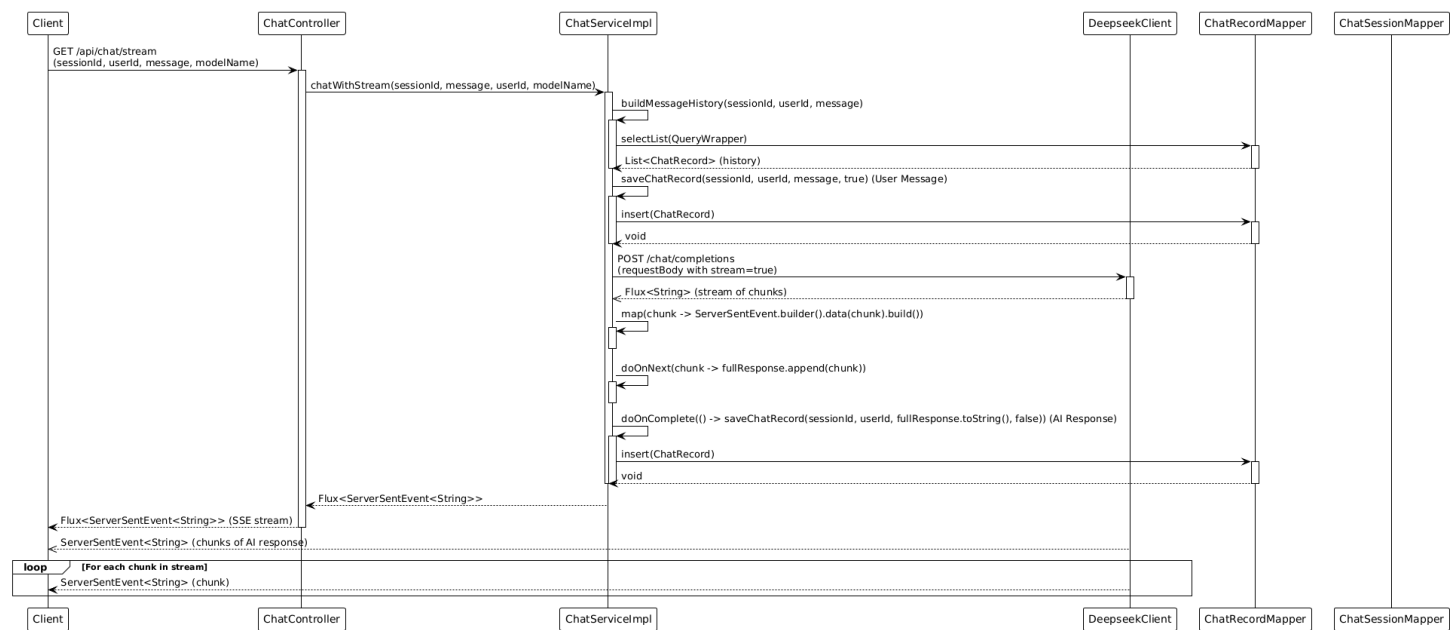 Client
ChatController
ChatServiceImpl
DeepseekClient
ChatRecordMapper
ChatSessionMapper
GET /api/chat/stream
(sessionId, userId, message, modelName)
chatWithStream(sessionId, message, userId, modelName)
buildMessageHistory(sessionId, userId, message)
selectList(QueryWrapper)
List<ChatRecord> (history)
saveChatRecord(sessionId, userId, message, true) (User Message)
insert(ChatRecord)
void
POST /chat/completions
(requestBody with stream=true)
Flux<String> (stream of chunks)
map(chunk -> ServerSentEvent.builder().data(chunk).build())
doOnNext(chunk -> fullResponse.append(chunk))
doOnComplete(() -> saveChatRecord(sessionId, userId, fullResponse.toString(), false)) (AI Response)
insert(ChatRecord)
void
Flux<ServerSentEvent<String>>
Flux<ServerSentEvent<String>> (SSE stream)
ServerSentEvent<String> (chunks of AI response)
loop [For each chunk in stream]
ServerSentEvent<String> (chunk)
Client
ChatController
ChatServiceImpl
DeepseekClient
ChatRecordMapper
ChatSessionMapper